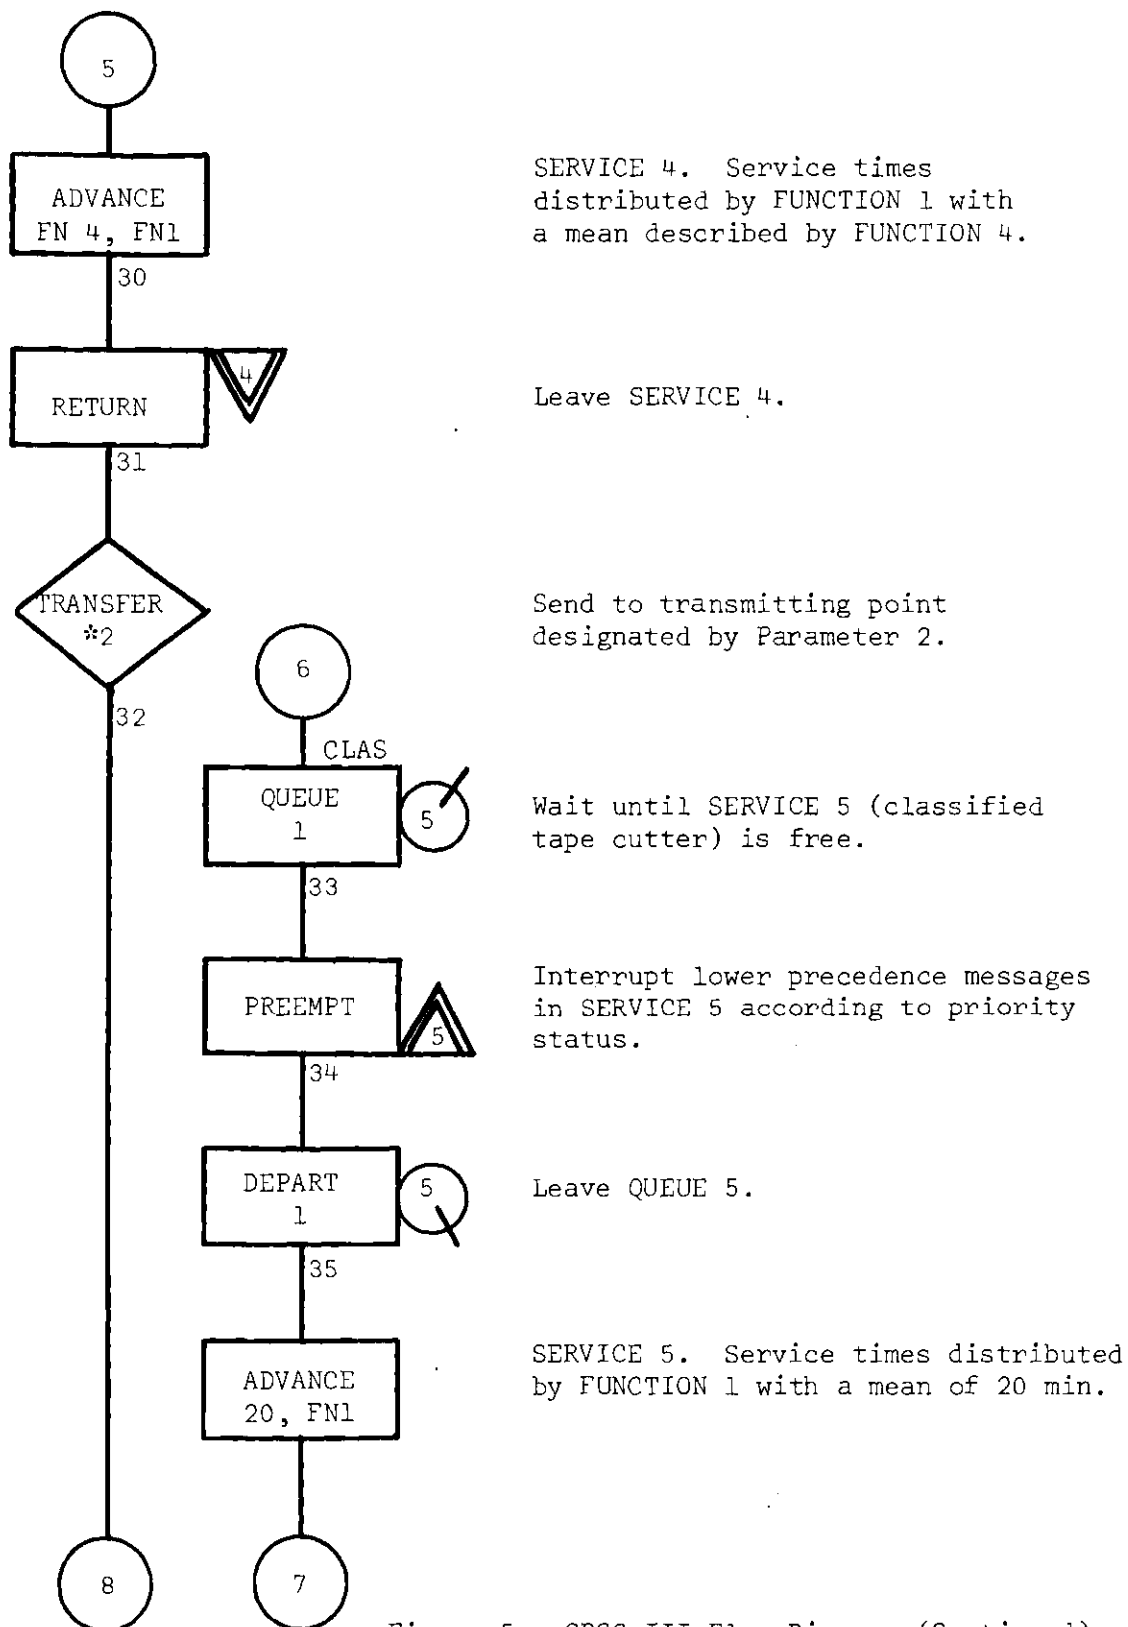 5
ADVANCE
FN 4, FN1
30
SERVICE 4. Service times
distributed by FUNCTION 1 with
a mean described by FUNCTION 4.
RETURN
4
31
Leave SERVICE 4.
TRANSFER
*2
32
Send to transmitting point
designated by Parameter 2.
6
CLAS
QUEUE
1
5
33
Wait until SERVICE 5 (classified
tape cutter) is free.
PREEMPT
5
34
Interrupt lower precedence messages
in SERVICE 5 according to priority
status.
DEPART
1
5
35
Leave QUEUE 5.
ADVANCE
20, FN1
SERVICE 5. Service times distributed
by FUNCTION 1 with a mean of 20 min.
8
7